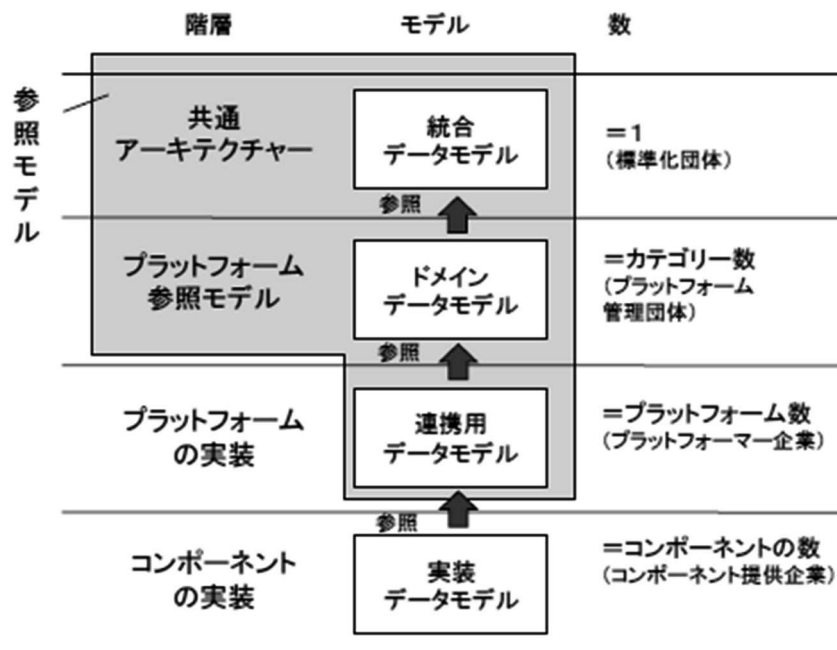 階層 モデル 数
参照モデル
共通
アーキテクチャー
統合
データモデル
＝1
（標準化団体）
参照
プラットフォーム
参照モデル
ドメイン
データモデル
＝カテゴリー数
（プラットフォーム
管理団体）
参照
プラットフォーム
の実装
連携用
データモデル
＝プラットフォーム数
（プラットフォーマー企業）
参照
コンポーネント
の実装
実装
データモデル
＝コンポーネントの数
（コンポーネント提供企業）